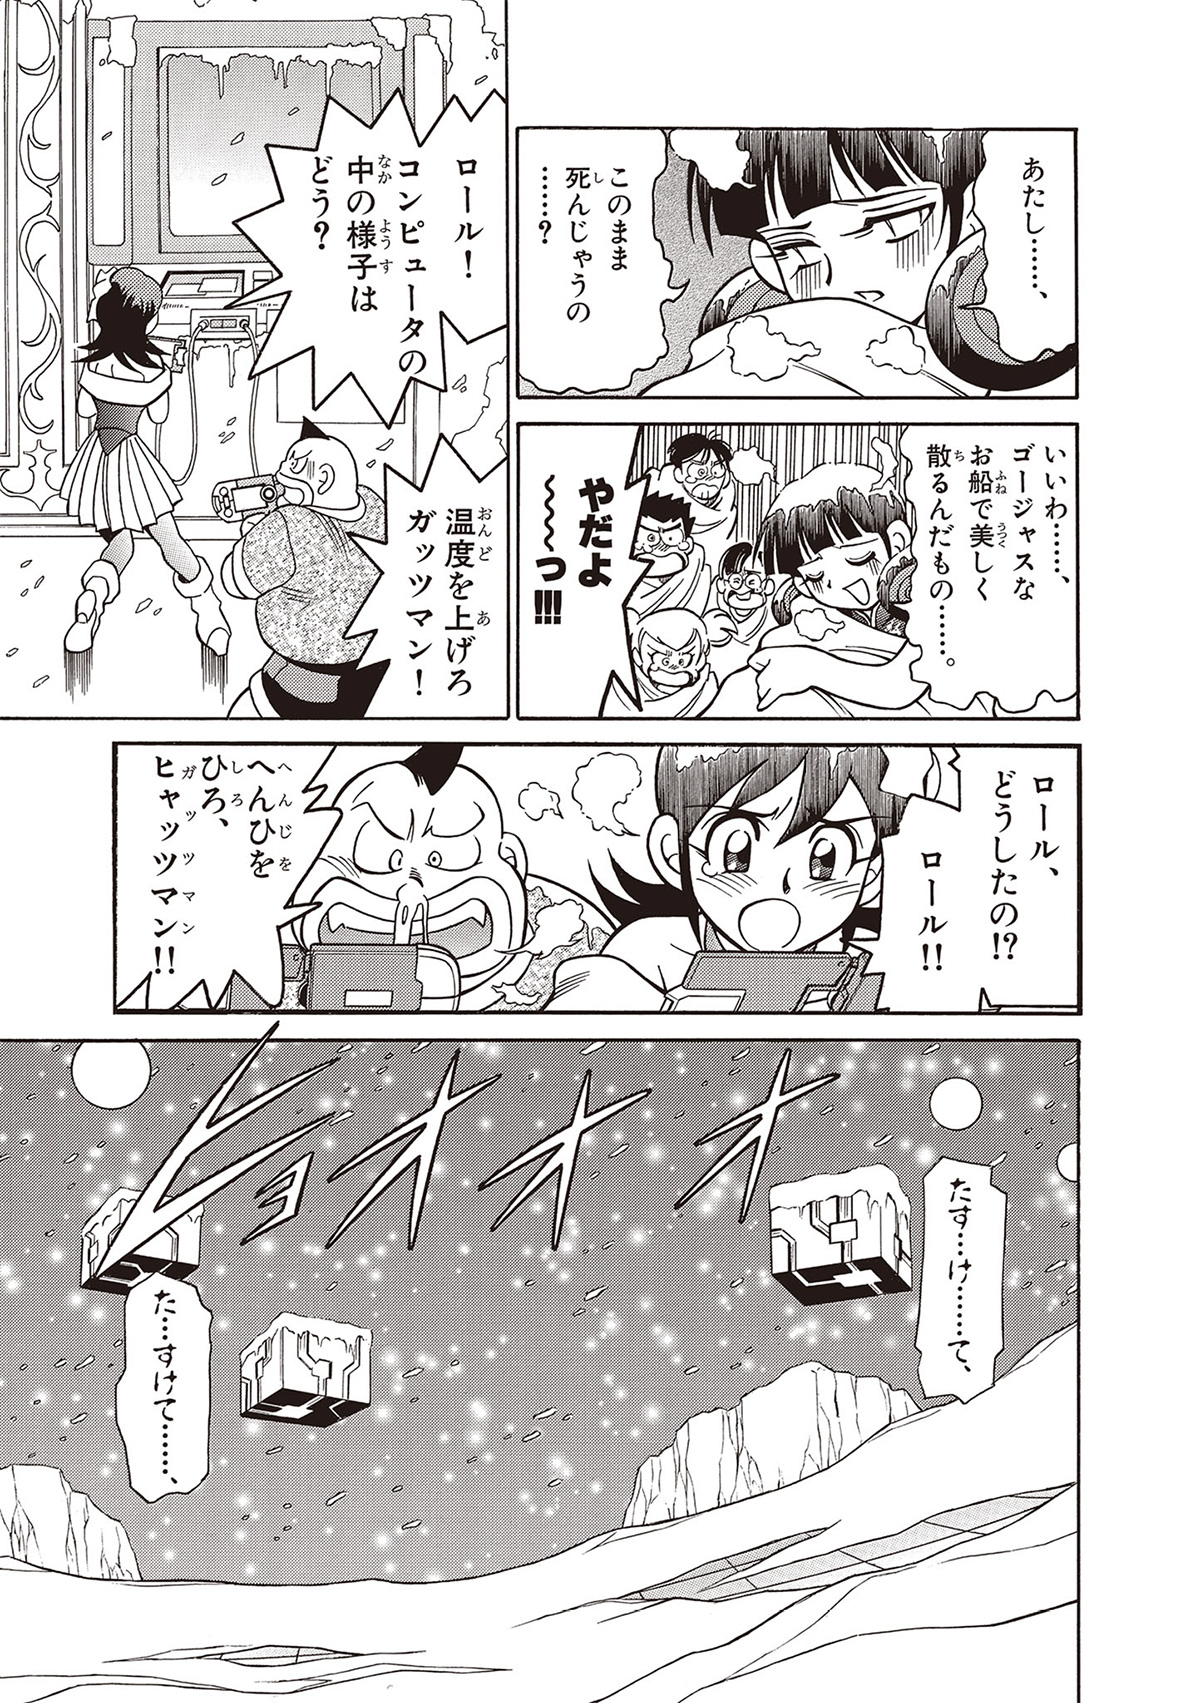 あたし……、
このまま
死んじゃうの
……？
いいわ……、
ゴージャスな
お船で美しく
散るんだもの……。
やだよ
〜〜〜っ!!!
ロール！
コンピュータの
中の様子は
どう？
温度を上げろ
ガッツマン！
ロール、
どうしたの!?
ロール!!
へんひを
ひろ、
ヒャッツマン!!
ヒョオオオ
たす…け……て、
た…すけて……、